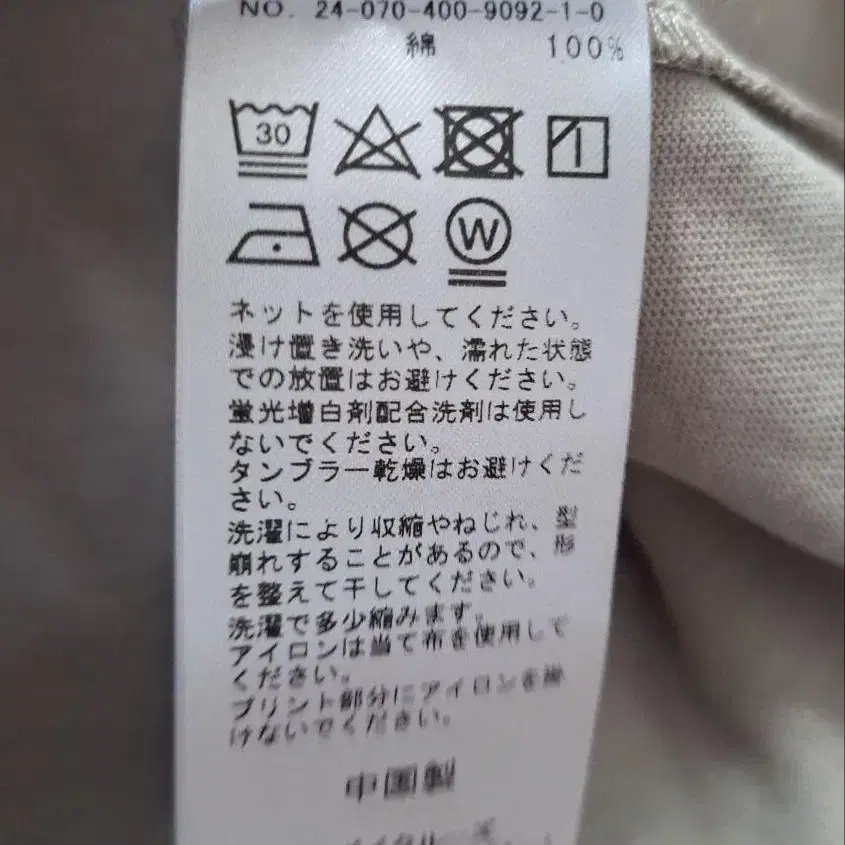 NO. 24-070-400-9092-1-0
綿 100%
30
W
ネットを使用してください。
浸け置き洗いや、濡れた状態
での放置はお避けください。
蛍光増白剤配合洗剤は使用し
ないでください。
タンブラー乾燥はお避けくだ
さい。
洗濯により収縮やねじれ、型
崩れすることがあるので、形
を整えて干してください。
洗濯で多少縮みます。
アイロンは当て布を使用して
ください。
プリント部分にアイロンを掛
けないでください。
中国製